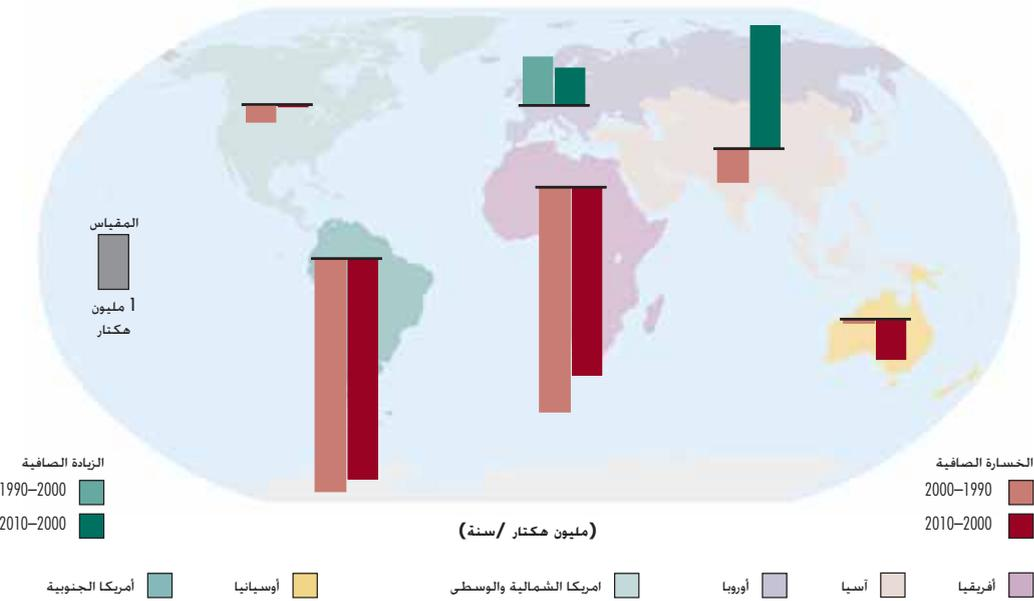 المقياس
1 مليون
هكتار
الخسارة الصافية
2000–1990
2010–2000
الزيادة الصافية
1990–2000
2010–2000
(مليون هكتار /سنة)
أفريقيا
آسيا
أوروبا
امريكا الشمالية والوسطى
أوسيانيا
أمريكا الجنوبية